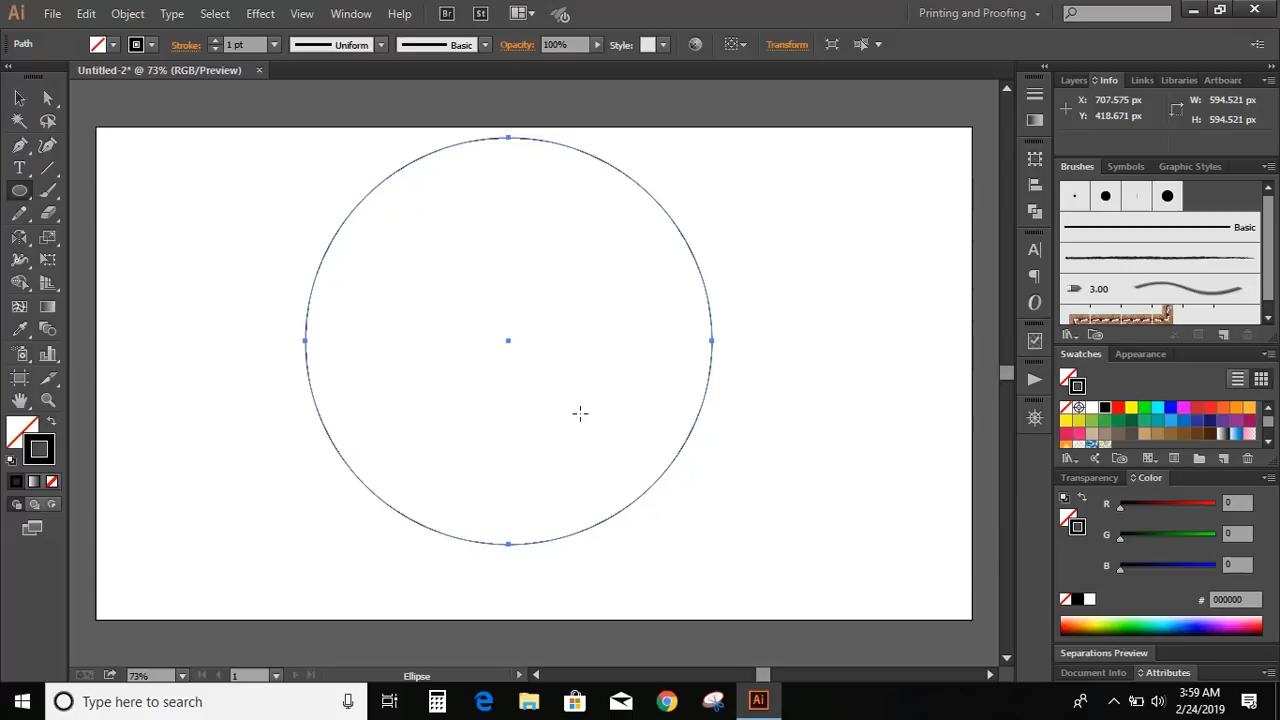 Ai File Edit Object Type Select Effect View Window Help Br St Printing and Proofing
Path Stroke: 1 pt Uniform Basic Opacity: 100% Style: Transform
Untitled-2* @ 73% (RGB/Preview) ×
Layers Info Links Libraries Artboar
X: 707.575 px W: 594.521 px
Y: 418.671 px H: 594.521 px
Brushes Symbols Graphic Styles
Basic
3.00
Swatches Appearance
Transparency Color
R 0
G 0
B 0
# 000000
Separations Preview
Document Info Attributes
73% 1 Ellipse
Type here to search Ai 3:59 AM
2/24/2019